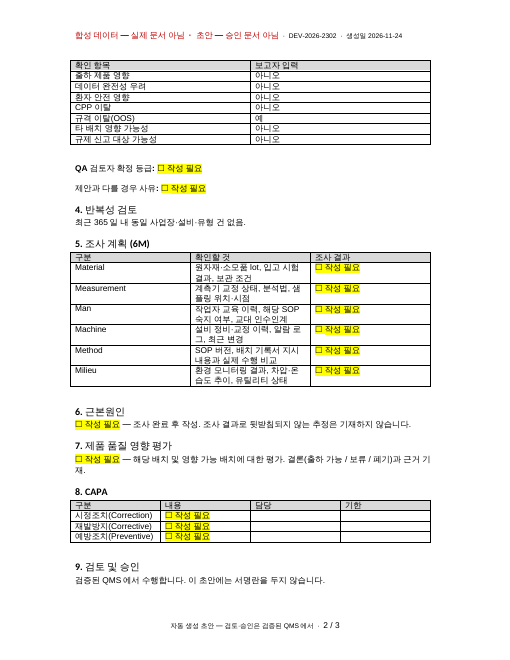 합성 데이터 — 실제 문서 아님 · 초안 — 승인 문서 아님 · DEV-2026-2302 · 생성일 2026-11-24
확인 항목 보고자 입력
출하 제품 영향 아니오
데이터 완전성 우려 아니오
환자 안전 영향 아니오
CPP 이탈 아니오
규격 이탈(OOS) 예
타 배치 영향 가능성 아니오
규제 신고 대상 가능성 아니오
QA 검토자 확정 등급: ☐ 작성 필요
제안과 다를 경우 사유: ☐ 작성 필요
4. 반복성 검토
최근 365 일 내 동일 사업장·설비·유형 건 없음.
5. 조사 계획 (6M)
구분 확인할 것 조사 결과
Material 원자재·소모품 lot, 입고 시험 ☐ 작성 필요
결과, 보관 조건
Measurement 계측기 교정 상태, 분석법, 샘 ☐ 작성 필요
플링 위치·시점
Man 작업자 교육 이력, 해당 SOP ☐ 작성 필요
숙지 여부, 교대 인수인계
Machine 설비 정비·교정 이력, 알람 로 ☐ 작성 필요
그, 최근 변경
Method SOP 버전, 배치 기록서 지시 ☐ 작성 필요
내용과 실제 수행 비교
Milieu 환경 모니터링 결과, 차압·온 ☐ 작성 필요
습도 추이, 유틸리티 상태
6. 근본원인
☐ 작성 필요 — 조사 완료 후 작성. 조사 결과로 뒷받침되지 않는 추정은 기재하지 않습니다.
7. 제품 품질 영향 평가
☐ 작성 필요 — 해당 배치 및 영향 가능 배치에 대한 평가. 결론(출하 가능 / 보류 / 폐기)과 근거 기
재.
8. CAPA
구분 내용 담당 기한
시정조치(Correction) ☐ 작성 필요
재발방지(Corrective) ☐ 작성 필요
예방조치(Preventive) ☐ 작성 필요
9. 검토 및 승인
검증된 QMS 에서 수행합니다. 이 초안에는 서명란을 두지 않습니다.
자동 생성 초안 — 검토·승인은 검증된 QMS 에서 · 2 / 3